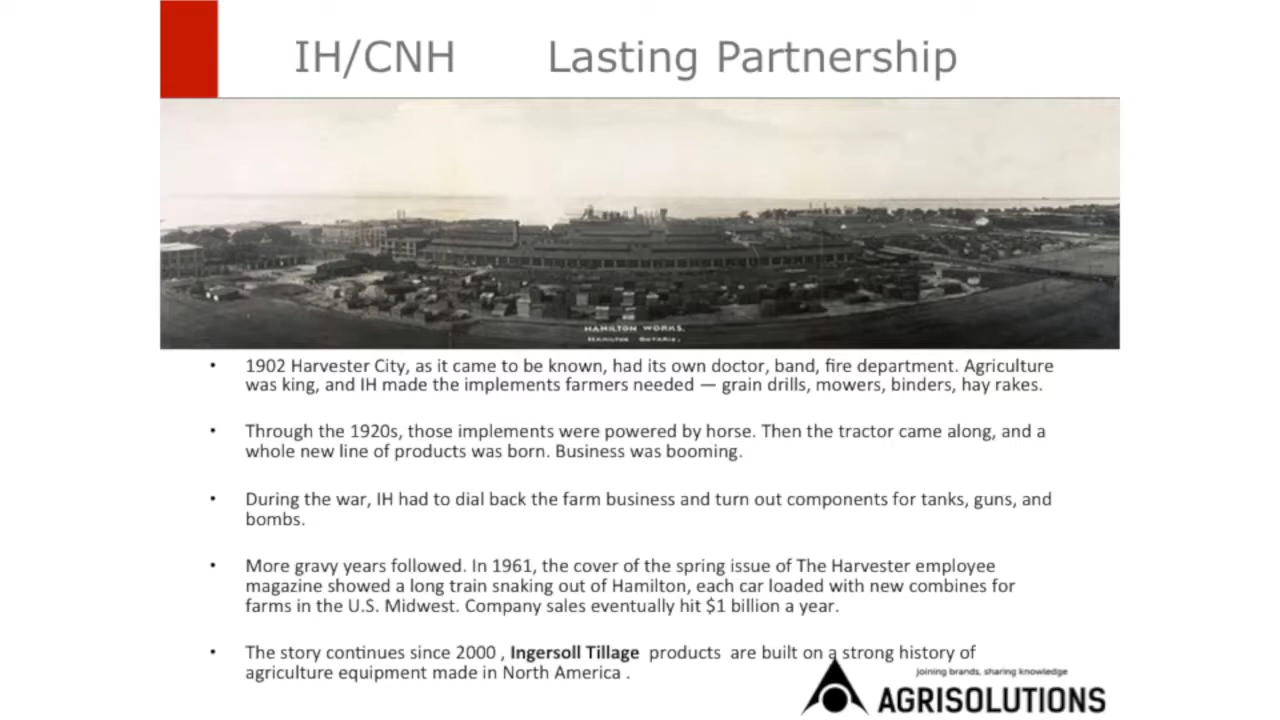 IH/CNH Lasting Partnership
HAMILTON WORKS.
HAMILTON ONTARIO.
• 1902 Harvester City, as it came to be known, had its own doctor, band, fire department. Agriculture
was king, and IH made the implements farmers needed — grain drills, mowers, binders, hay rakes.
• Through the 1920s, those implements were powered by horse. Then the tractor came along, and a
whole new line of products was born. Business was booming.
• During the war, IH had to dial back the farm business and turn out components for tanks, guns, and
bombs.
• More gravy years followed. In 1961, the cover of the spring issue of The Harvester employee
magazine showed a long train snaking out of Hamilton, each car loaded with new combines for
farms in the U.S. Midwest. Company sales eventually hit $1 billion a year.
• The story continues since 2000 , Ingersoll Tillage products are built on a strong history of
agriculture equipment made in North America .
joining brands, sharing knowledge
AGRISOLUTIONS